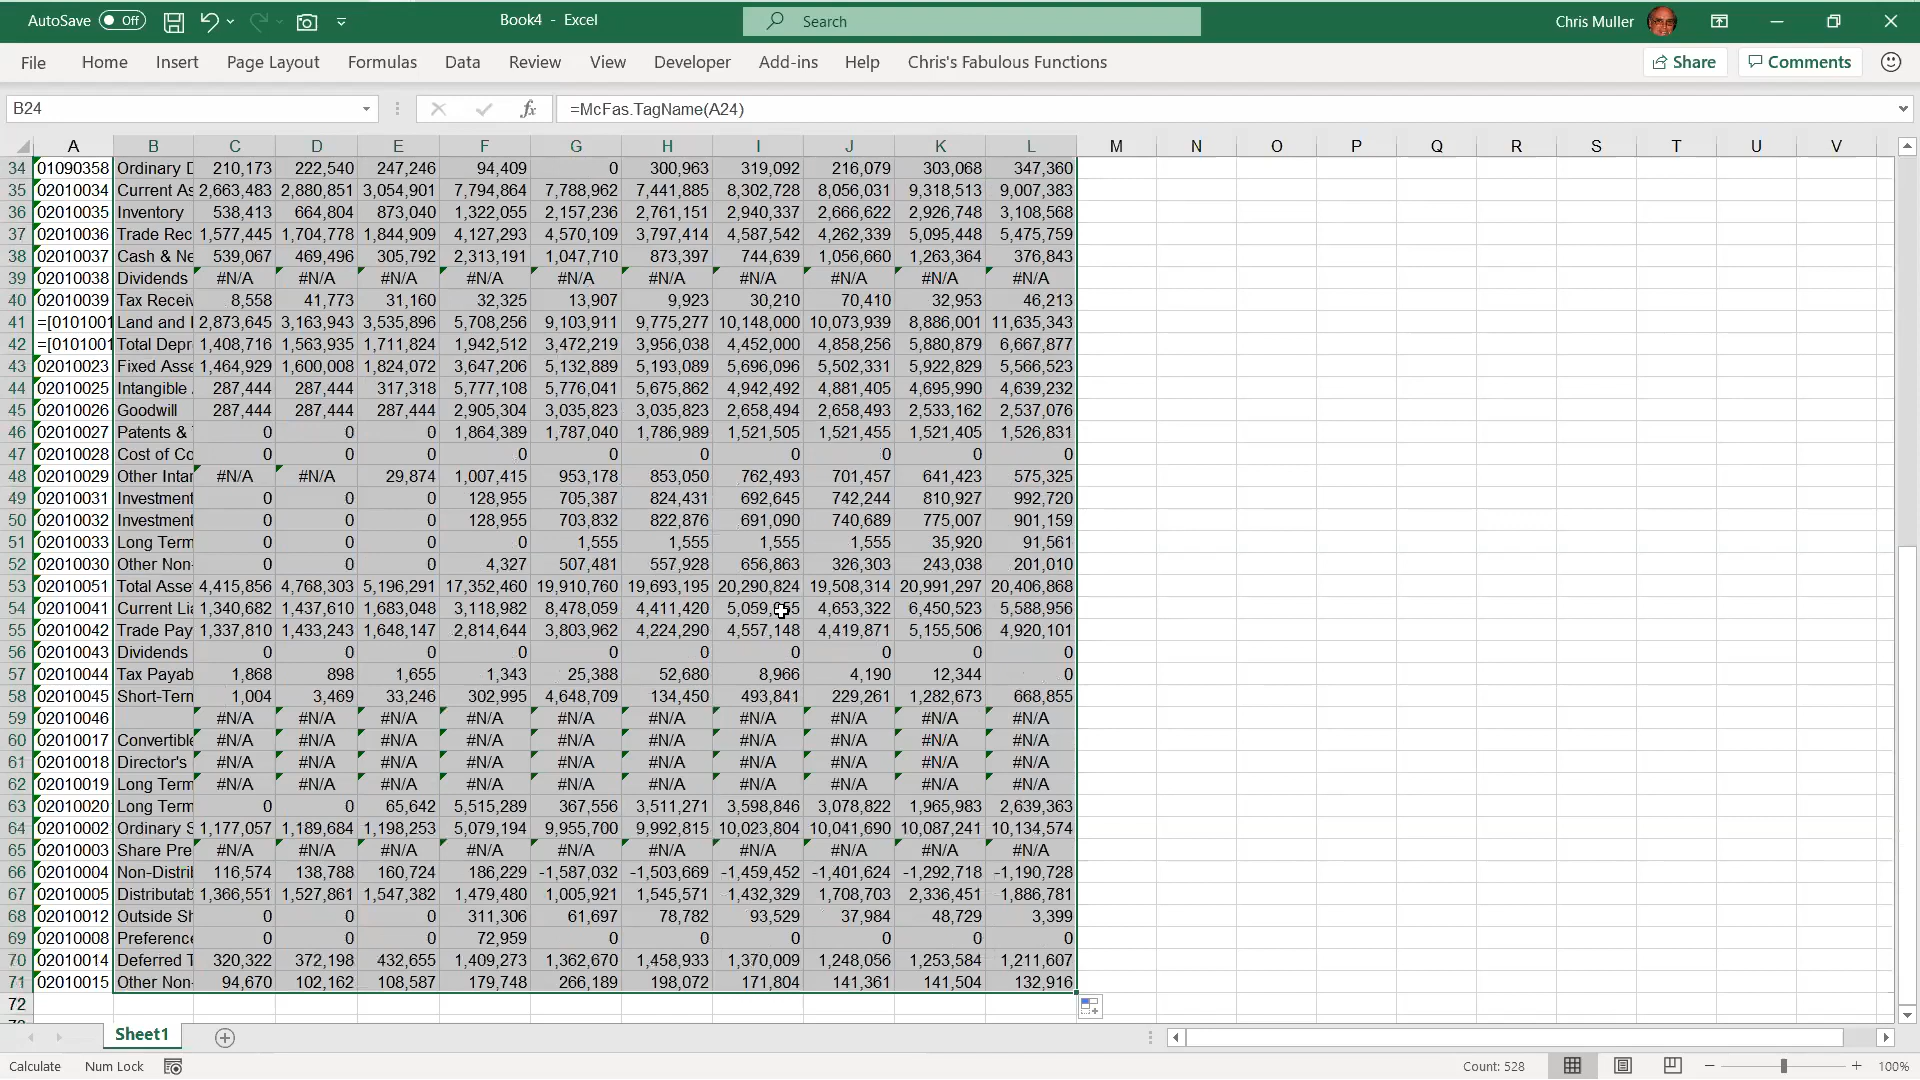 AutoSave Off Book4 - Excel Search Chris Muller
File Home Insert Page Layout Formulas Data Review View Developer Add-ins Help Chris's Fabulous Functions Share Comments
B24 fx =McFas.TagName(A24)
A B C D E F G H I J K L M N O P Q R S T U V
34 01090358 Ordinary D 210,173 222,540 247,246 94,409 0 300,963 319,092 216,079 303,068 347,360
35 02010034 Current As 2,663,483 2,880,851 3,054,901 7,794,864 7,788,962 7,441,885 8,302,728 8,056,031 9,318,513 9,007,383
36 02010035 Inventory 538,413 664,804 873,040 1,322,055 2,157,236 2,761,151 2,940,337 2,666,622 2,926,748 3,108,568
37 02010036 Trade Rec 1,577,445 1,704,778 1,844,909 4,127,293 4,570,109 3,797,414 4,587,542 4,262,339 5,095,448 5,475,759
38 02010037 Cash & Ne 539,067 469,496 305,792 2,313,191 1,047,710 873,397 744,639 1,056,660 1,263,364 376,843
39 02010038 Dividends #N/A #N/A #N/A #N/A #N/A #N/A #N/A #N/A #N/A #N/A
40 02010039 Tax Receiv 8,558 41,773 31,160 32,325 13,907 9,923 30,210 70,410 32,953 46,213
41 =[0101001 Land and I 2,873,645 3,163,943 3,535,896 5,708,256 9,103,911 9,775,277 10,148,000 10,073,939 8,886,001 11,635,343
42 =[0101001 Total Depr 1,408,716 1,563,935 1,711,824 1,942,512 3,472,219 3,956,038 4,452,000 4,858,256 5,880,879 6,667,877
43 02010023 Fixed Asse 1,464,929 1,600,008 1,824,072 3,647,206 5,132,889 5,193,089 5,696,096 5,502,331 5,922,829 5,566,523
44 02010025 Intangible 287,444 287,444 317,318 5,777,108 5,776,041 5,675,862 4,942,492 4,881,405 4,695,990 4,639,232
45 02010026 Goodwill 287,444 287,444 287,444 2,905,304 3,035,823 3,035,823 2,658,494 2,658,493 2,533,162 2,537,076
46 02010027 Patents & 0 0 0 1,864,389 1,787,040 1,786,989 1,521,505 1,521,455 1,521,405 1,526,831
47 02010028 Cost of Co 0 0 0 0 0 0 0 0 0 0
48 02010029 Other Intar #N/A #N/A 29,874 1,007,415 953,178 853,050 762,493 701,457 641,423 575,325
49 02010031 Investment 0 0 0 128,955 705,387 824,431 692,645 742,244 810,927 992,720
50 02010032 Investment 0 0 0 128,955 703,832 822,876 691,090 740,689 775,007 901,159
51 02010033 Long Term 0 0 0 0 1,555 1,555 1,555 1,555 35,920 91,561
52 02010030 Other Non- 0 0 0 4,327 507,481 557,928 656,863 326,303 243,038 201,010
53 02010051 Total Asse 4,415,856 4,768,303 5,196,291 17,352,460 19,910,760 19,693,195 20,290,824 19,508,314 20,991,297 20,406,868
54 02010041 Current Lia 1,340,682 1,437,610 1,683,048 3,118,982 8,478,059 4,411,420 4,653,322 6,450,523 5,588,956
55 02010042 Trade Pay 1,337,810 1,433,243 1,648,147 2,814,644 3,803,962 4,224,290 4,557,148 4,419,871 5,155,506 4,920,101
56 02010043 Dividends 0 0 0 0 0 0 0 0 0 0
57 02010044 Tax Payab 1,868 898 1,655 1,343 25,388 52,680 8,966 4,190 12,344 0
58 02010045 Short-Tern 1,004 3,469 33,246 302,995 4,648,709 134,450 493,841 229,261 1,282,673 668,855
59 02010046 #N/A #N/A #N/A #N/A #N/A #N/A #N/A #N/A #N/A #N/A
60 02010017 Convertible #N/A #N/A #N/A #N/A #N/A #N/A #N/A #N/A #N/A #N/A
61 02010018 Director's #N/A #N/A #N/A #N/A #N/A #N/A #N/A #N/A #N/A #N/A
62 02010019 Long Term #N/A #N/A #N/A #N/A #N/A #N/A #N/A #N/A #N/A #N/A
63 02010020 Long Term 0 0 65,642 5,515,289 367,556 3,511,271 3,598,846 3,078,822 1,965,983 2,639,363
64 02010002 Ordinary S 1,177,057 1,189,684 1,198,253 5,079,194 9,955,700 9,992,815 10,023,804 10,041,690 10,087,241 10,134,574
65 02010003 Share Pre #N/A #N/A #N/A #N/A #N/A #N/A #N/A #N/A #N/A #N/A
66 02010004 Non-Distril 116,574 138,788 160,724 186,229 -1,587,032 -1,503,669 -1,459,452 -1,401,624 -1,292,718 -1,190,728
67 02010005 Distributab 1,366,551 1,527,861 1,547,382 1,479,480 1,005,921 1,545,571 -1,432,329 1,708,703 2,336,451 -1,886,781
68 02010012 Outside Sh 0 0 0 311,306 61,697 78,782 93,529 37,984 48,729 3,399
69 02010008 Preference 0 0 0 72,959 0 0 0 0 0 0
70 02010014 Deferred T 320,322 372,198 432,655 1,409,273 1,362,670 1,458,933 1,370,009 1,248,056 1,253,584 1,211,607
71 02010015 Other Non- 94,670 102,162 108,587 179,748 266,189 198,072 171,804 141,361 141,504 132,916
72
Sheet1
Calculate Num Lock Count: 528 100%